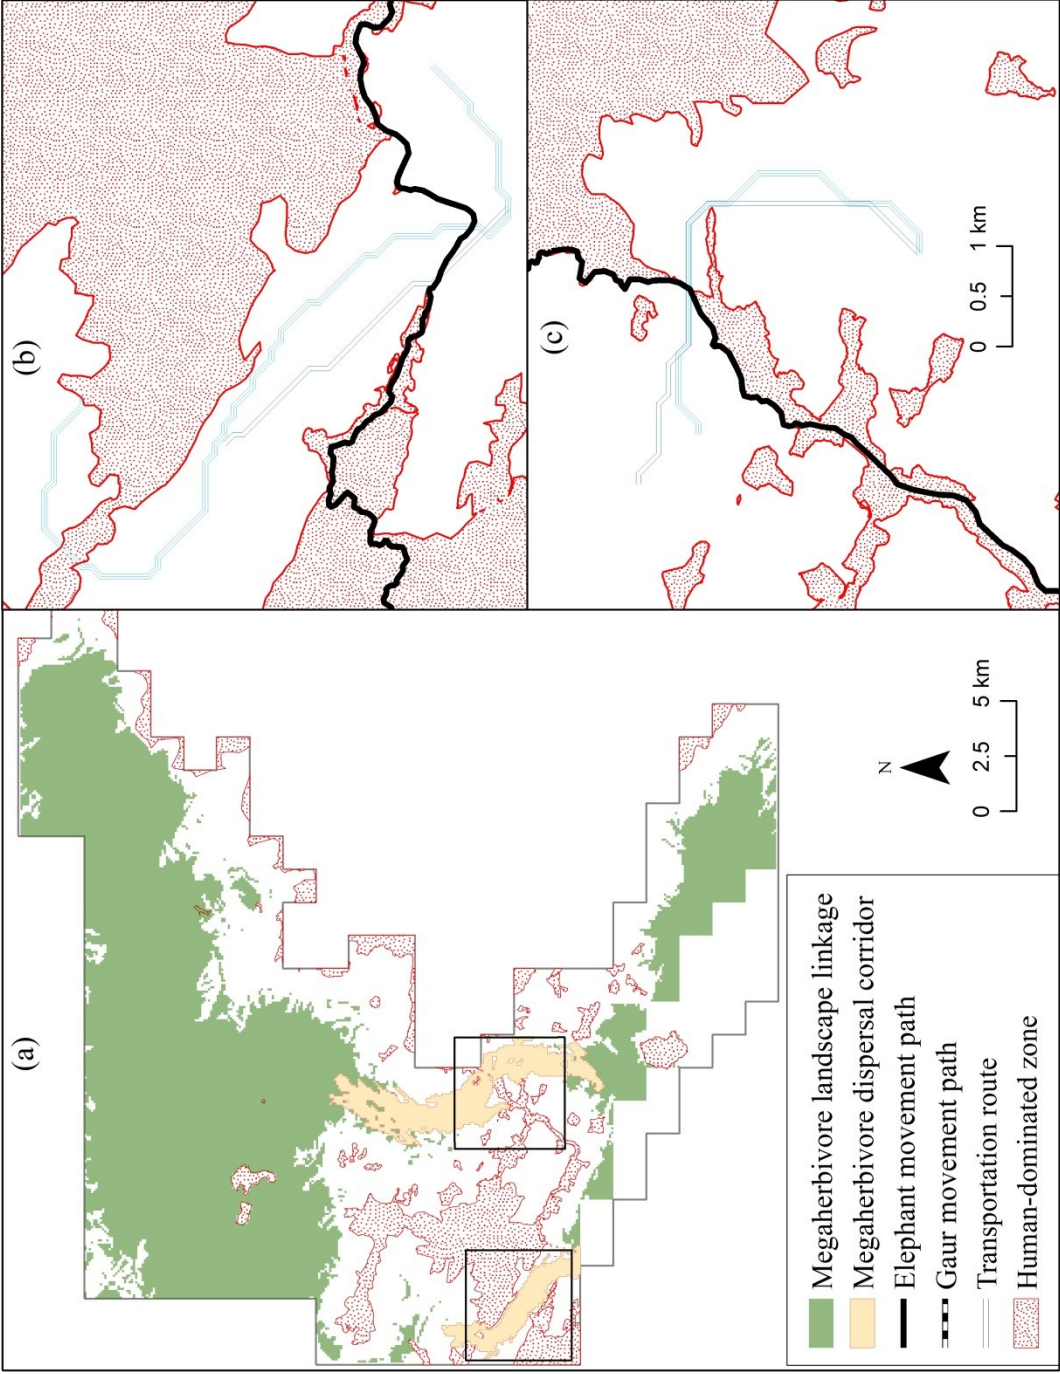 (a)
(b)
(c)
N
0 2.5 5 km
0 0.5 1 km
Megaherbivore landscape linkage
Megaherbivore dispersal corridor
Elephant movement path
Gaur movement path
Transportation route
Human-dominated zone